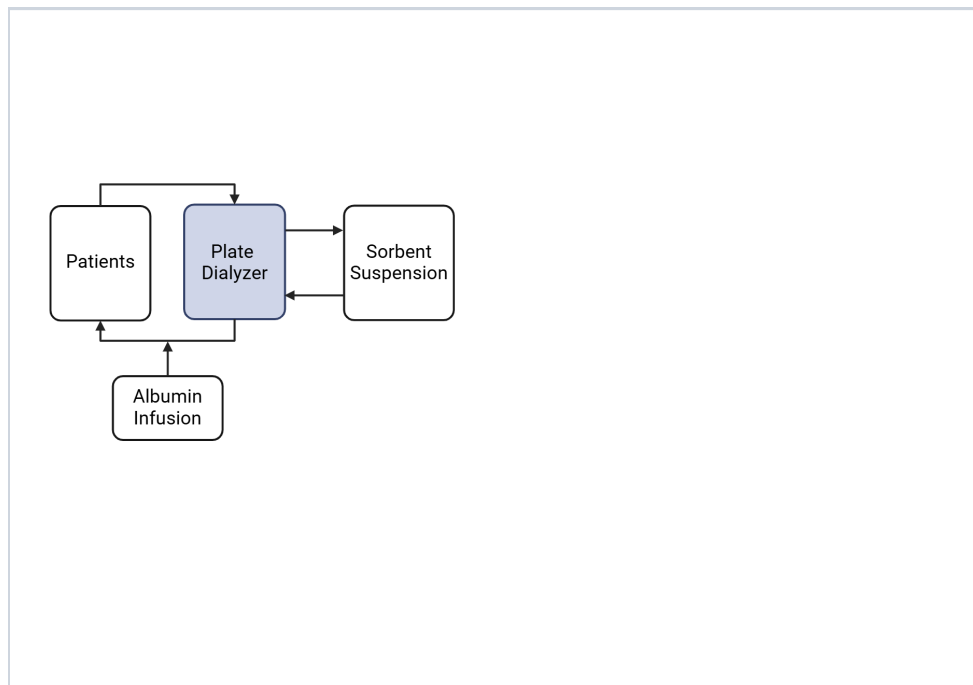 Patients
Plate
Dialyzer
Sorbent
Suspension
Albumin
Infusion